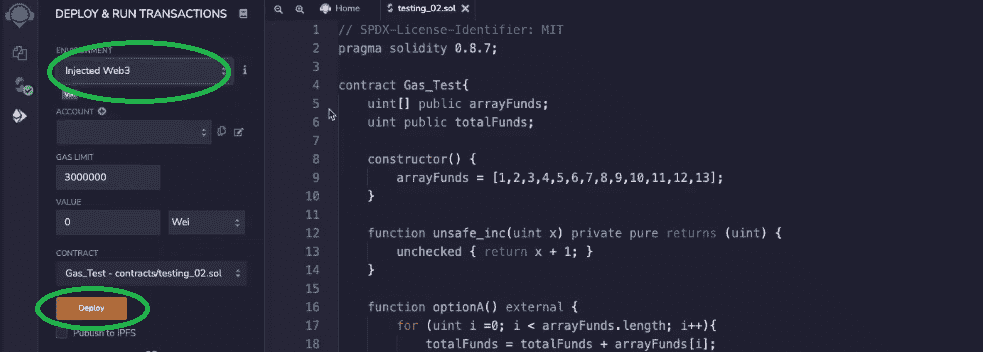 DEPLOY & RUN TRANSACTIONS
ENVIRONMENT
Injected Web3
i
ACCOUNT
GAS LIMIT
3000000
VALUE
0
Wei
CONTRACT
Gas_Test - contracts/testing_02.sol
Deploy
Publish to IPFS
Home
testing_02.sol
1 // SPDX-License-Identifier: MIT
2 pragma solidity 0.8.7;
3
4 contract Gas_Test{
5 uint[] public arrayFunds;
6 uint public totalFunds;
7
8 constructor() {
9 arrayFunds = [1,2,3,4,5,6,7,8,9,10,11,12,13];
10 }
11
12 function unsafe_inc(uint x) private pure returns (uint) {
13 unchecked { return x + 1; }
14 }
15
16 function optionA() external {
17 for (uint i =0; i < arrayFunds.length; i++){
18 totalFunds = totalFunds + arrayFunds[i];